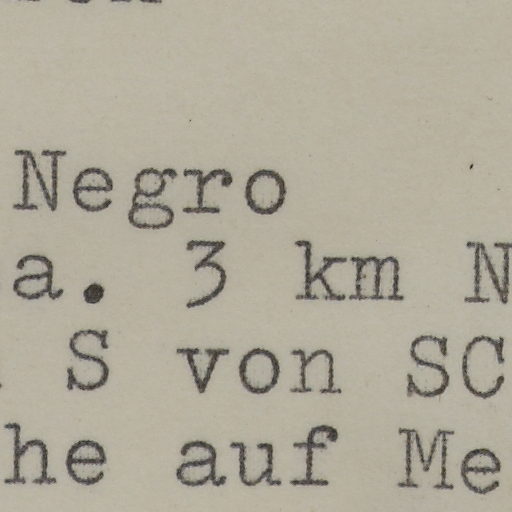 Negro
a. 3 km N
S von SC
he auf Me